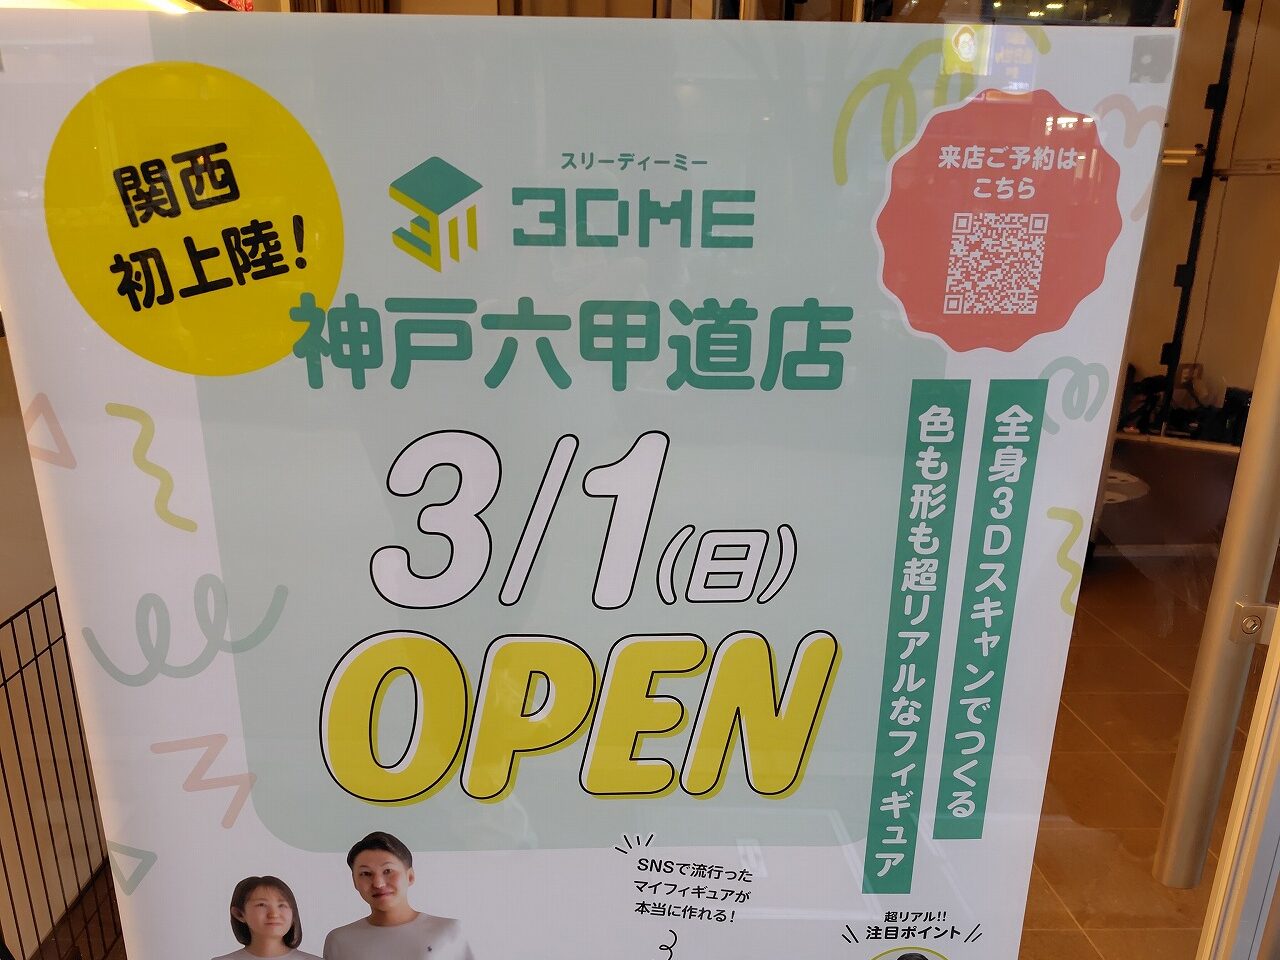 関西
初上陸!
スリーディーミー
3DME
神戸六甲道店
来店ご予約は
こちら
3/1(日)
OPEN
全身3Dスキャンでつくる
色も形も超リアルなフィギュア
SNSで流行った
マイフィギュアが
本当に作れる!
超リアル!!
注目ポイント